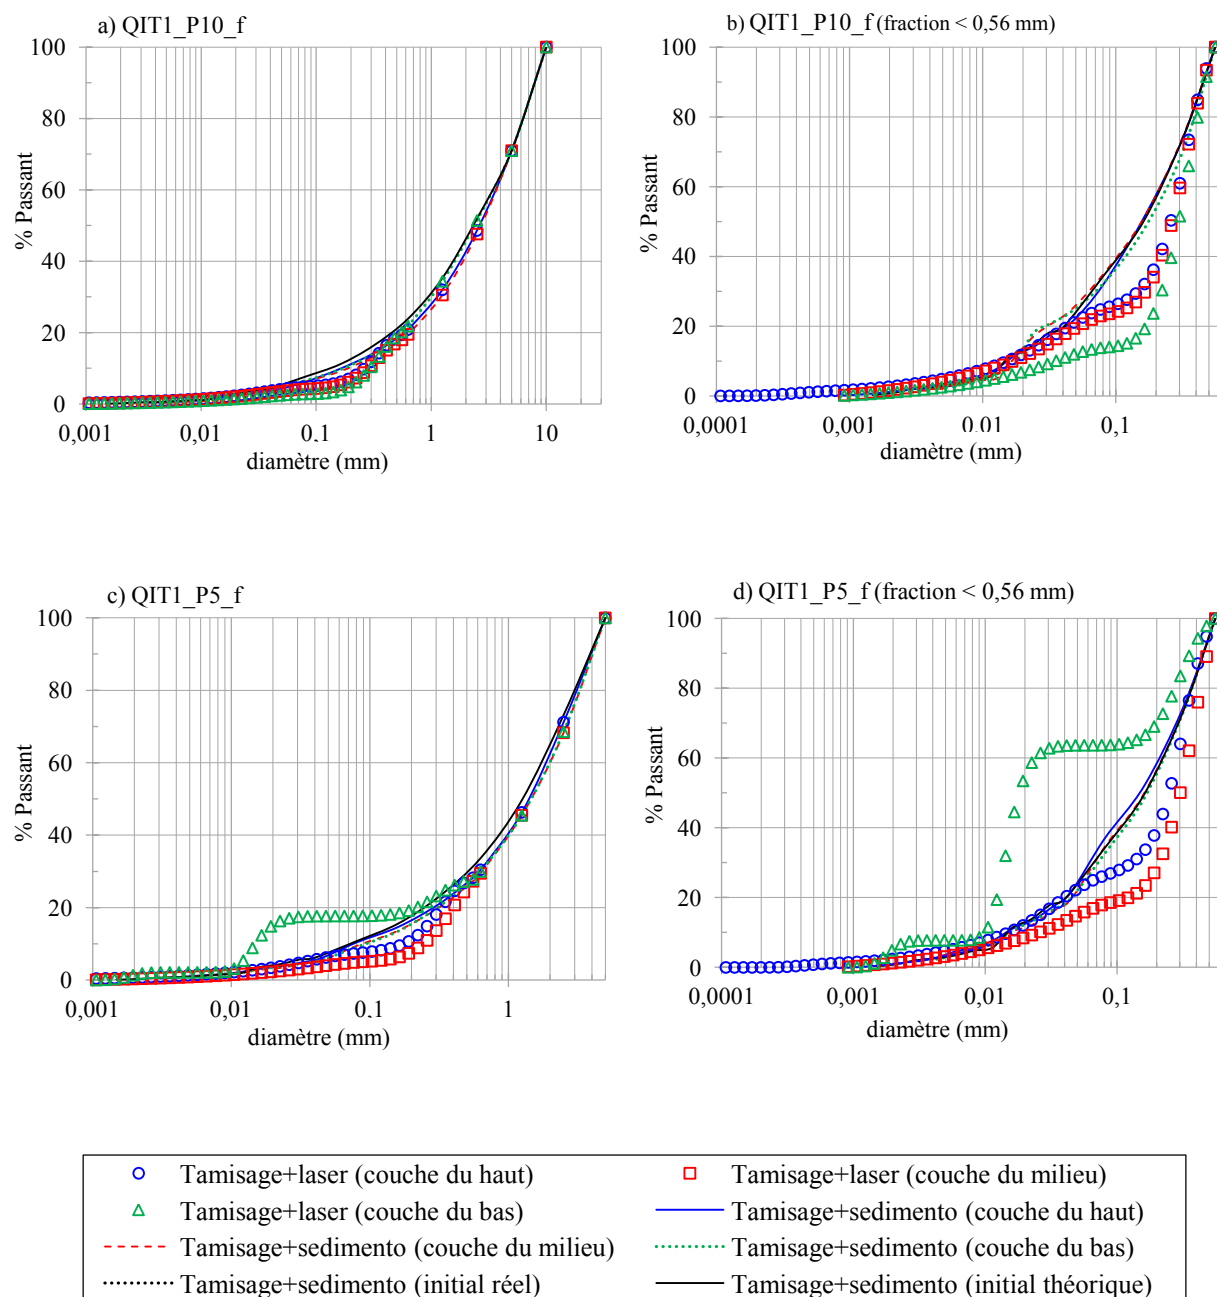 a) QIT1_P10_f
100
80
60
40
20
0
% Passant
0,001
0,01
0,1
1
10
diamètre (mm)
b) QIT1_P10_f (fraction < 0,56 mm)
100
80
60
40
20
0
% Passant
0,0001
0,001
0,01
0,1
diamètre (mm)
c) QIT1_P5_f
100
80
60
40
20
0
% Passant
0,001
0,01
0,1
1
diamètre (mm)
d) QIT1_P5_f (fraction < 0,56 mm)
100
80
60
40
20
0
% Passant
0,0001
0,001
0,01
0,1
diamètre (mm)
Tamisage+laser (couche du haut)
Tamisage+laser (couche du milieu)
Tamisage+laser (couche du bas)
Tamisage+sedimento (couche du haut)
Tamisage+sedimento (couche du milieu)
Tamisage+sedimento (couche du bas)
Tamisage+sedimento (initial réel)
Tamisage+sedimento (initial théorique)